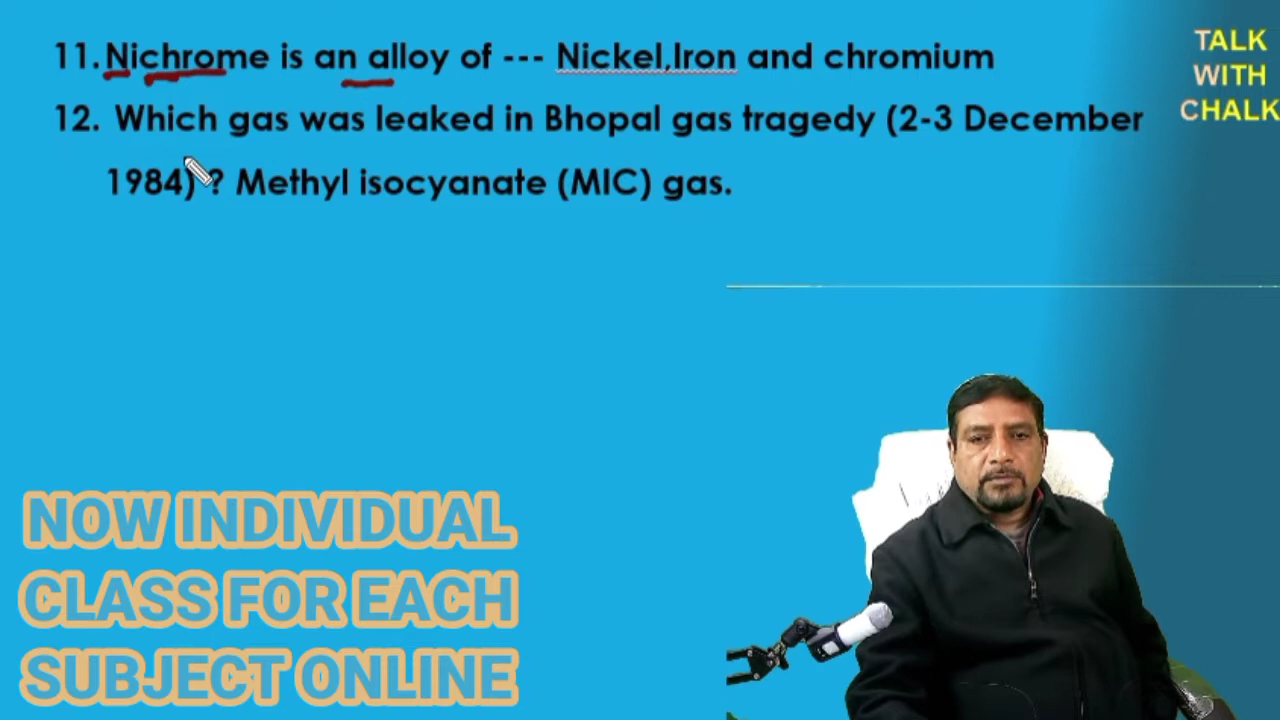 11. Nichrome is an alloy of --- Nickel,Iron and chromium
12. Which gas was leaked in Bhopal gas tragedy (2-3 December
1984) ? Methyl isocyanate (MIC) gas.
TALK
WITH
CHALK
NOW INDIVIDUAL
CLASS FOR EACH
SUBJECT ONLINE